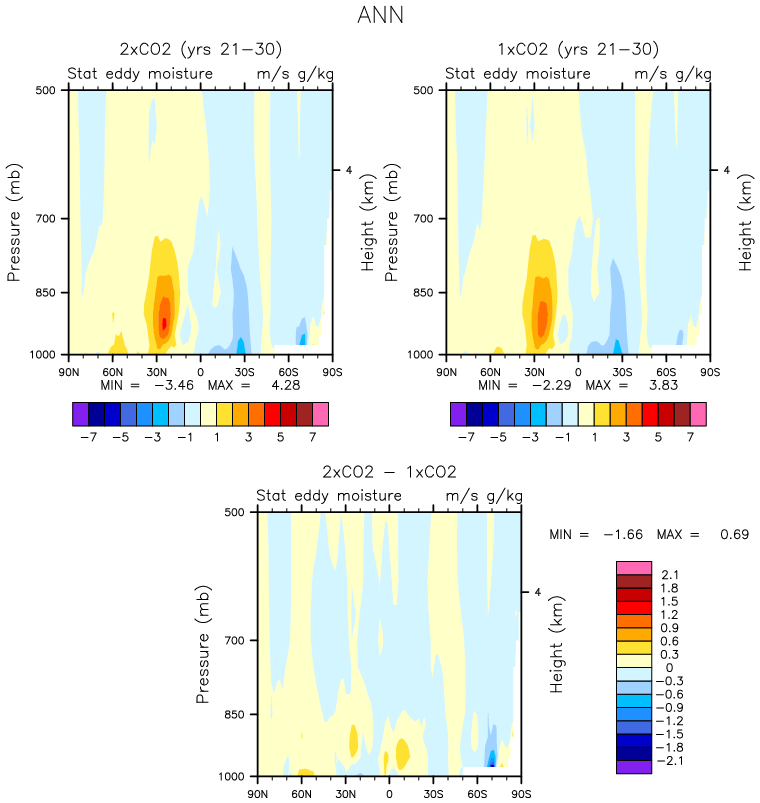 ANN
2xCO2 (yrs 21−30)
Stat eddy moisture m/s g/kg
500
700
850
1000
Pressure (mb)
4
Height (km)
90N 60N 30N 0 30S 60S 90S
MIN = −3.46 MAX = 4.28
−7 −5 −3 −1 1 3 5 7
1xCO2 (yrs 21−30)
Stat eddy moisture m/s g/kg
500
700
850
1000
Pressure (mb)
4
Height (km)
90N 60N 30N 0 30S 60S 90S
MIN = −2.29 MAX = 3.83
−7 −5 −3 −1 1 3 5 7
2xCO2 − 1xCO2
Stat eddy moisture m/s g/kg
500
700
850
1000
Pressure (mb)
4
Height (km)
90N 60N 30N 0 30S 60S 90S
MIN = −1.66 MAX = 0.69
2.1
1.8
1.5
1.2
0.9
0.6
0.3
0
−0.3
−0.6
−0.9
−1.2
−1.5
−1.8
−2.1